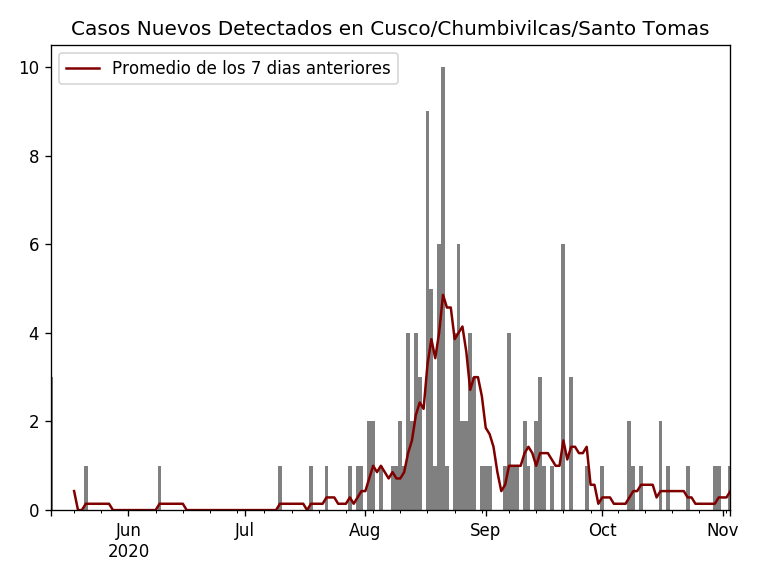 Casos Nuevos Detectados en Cusco/Chumbivilcas/Santo Tomas
Promedio de los 7 dias anteriores
10
8
6
4
2
0
Jun
2020
Jul
Aug
Sep
Oct
Nov